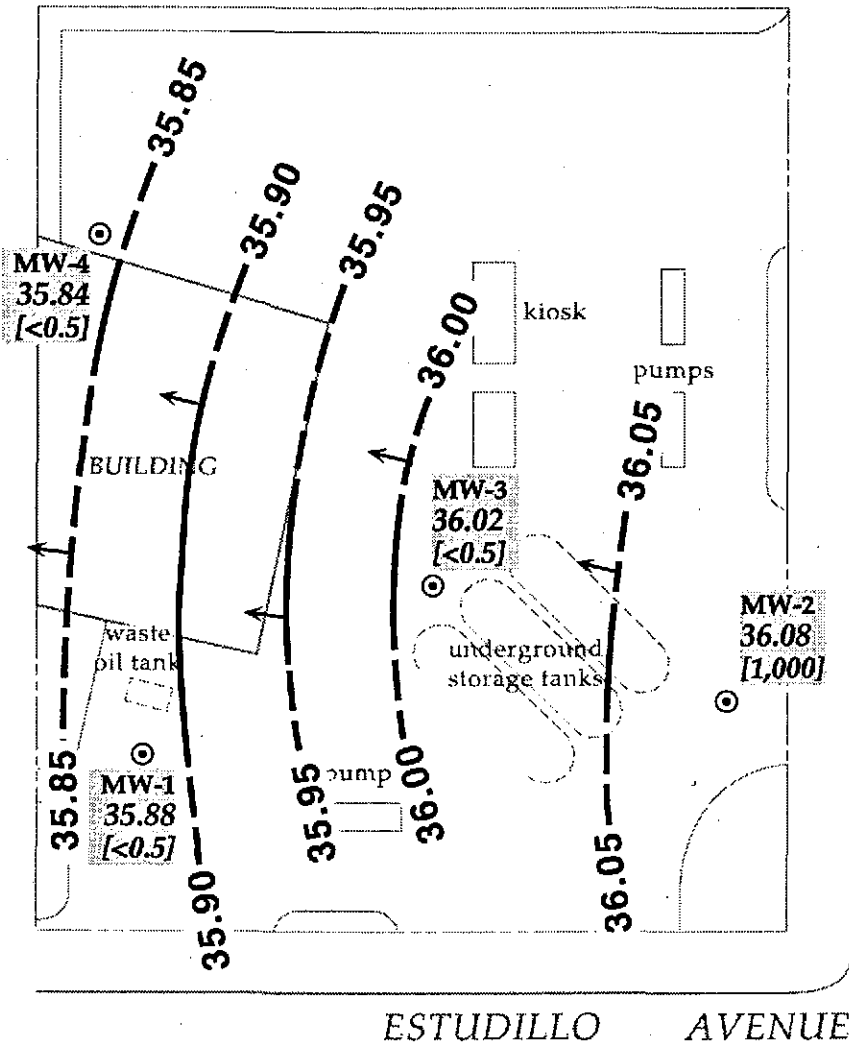 35.85
35.90
35.95
MW-4
35.84
[<0.5]
36.00
kiosk
pumps
36.05
BUILDING
MW-3
36.02
[<0.5]
MW-2
36.08
[1,000]
waste
oil tank
underground
storage tanks
MW-1
35.88
[<0.5]
pump
35.85
35.90
35.95
36.00
36.05
ESTUDILLO AVENUE